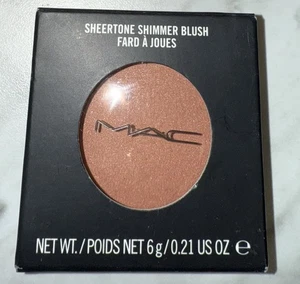 SHEERTONE SHIMMER BLUSH
FARD À JOUES
MAC
NET WT./POIDS NET 6 g/0.21 US OZ ℮